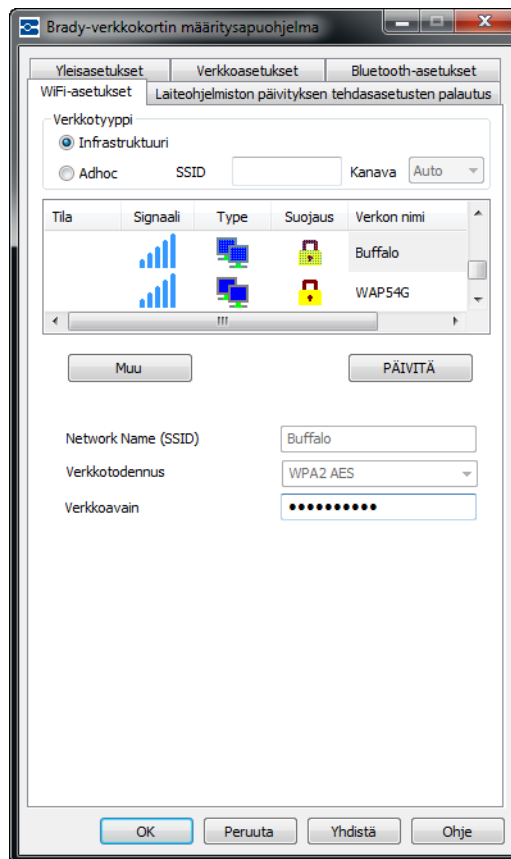 Brady-verkkokortin määritysapuohjelma
Yleisasetukset Verkkoasetukset Bluetooth-asetukset
WiFi-asetukset Laiteohjelmiston päivityksen tehdasasetusten palautus
Verkkotyyppi
Infrastruktuuri
Adhoc SSID Kanava Auto
Tila Signaali Type Suojaus Verkon nimi
Buffalo
WAP54G
Muu PÄIVITÄ
Network Name (SSID) Buffalo
Verkkotodennus WPA2 AES
Verkkoavain ●●●●●●●●●●
OK Peruuta Yhdistä Ohje